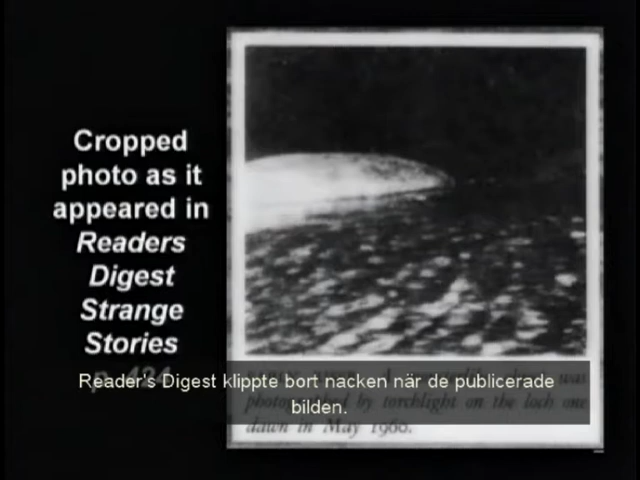 Cropped
photo as it
appeared in
Readers
Digest
Strange
Stories
Reader's Digest klippte bort nacken när de publicerade
bilden.
was
photographed by torchlight on the loch one
dawn in May 1960.